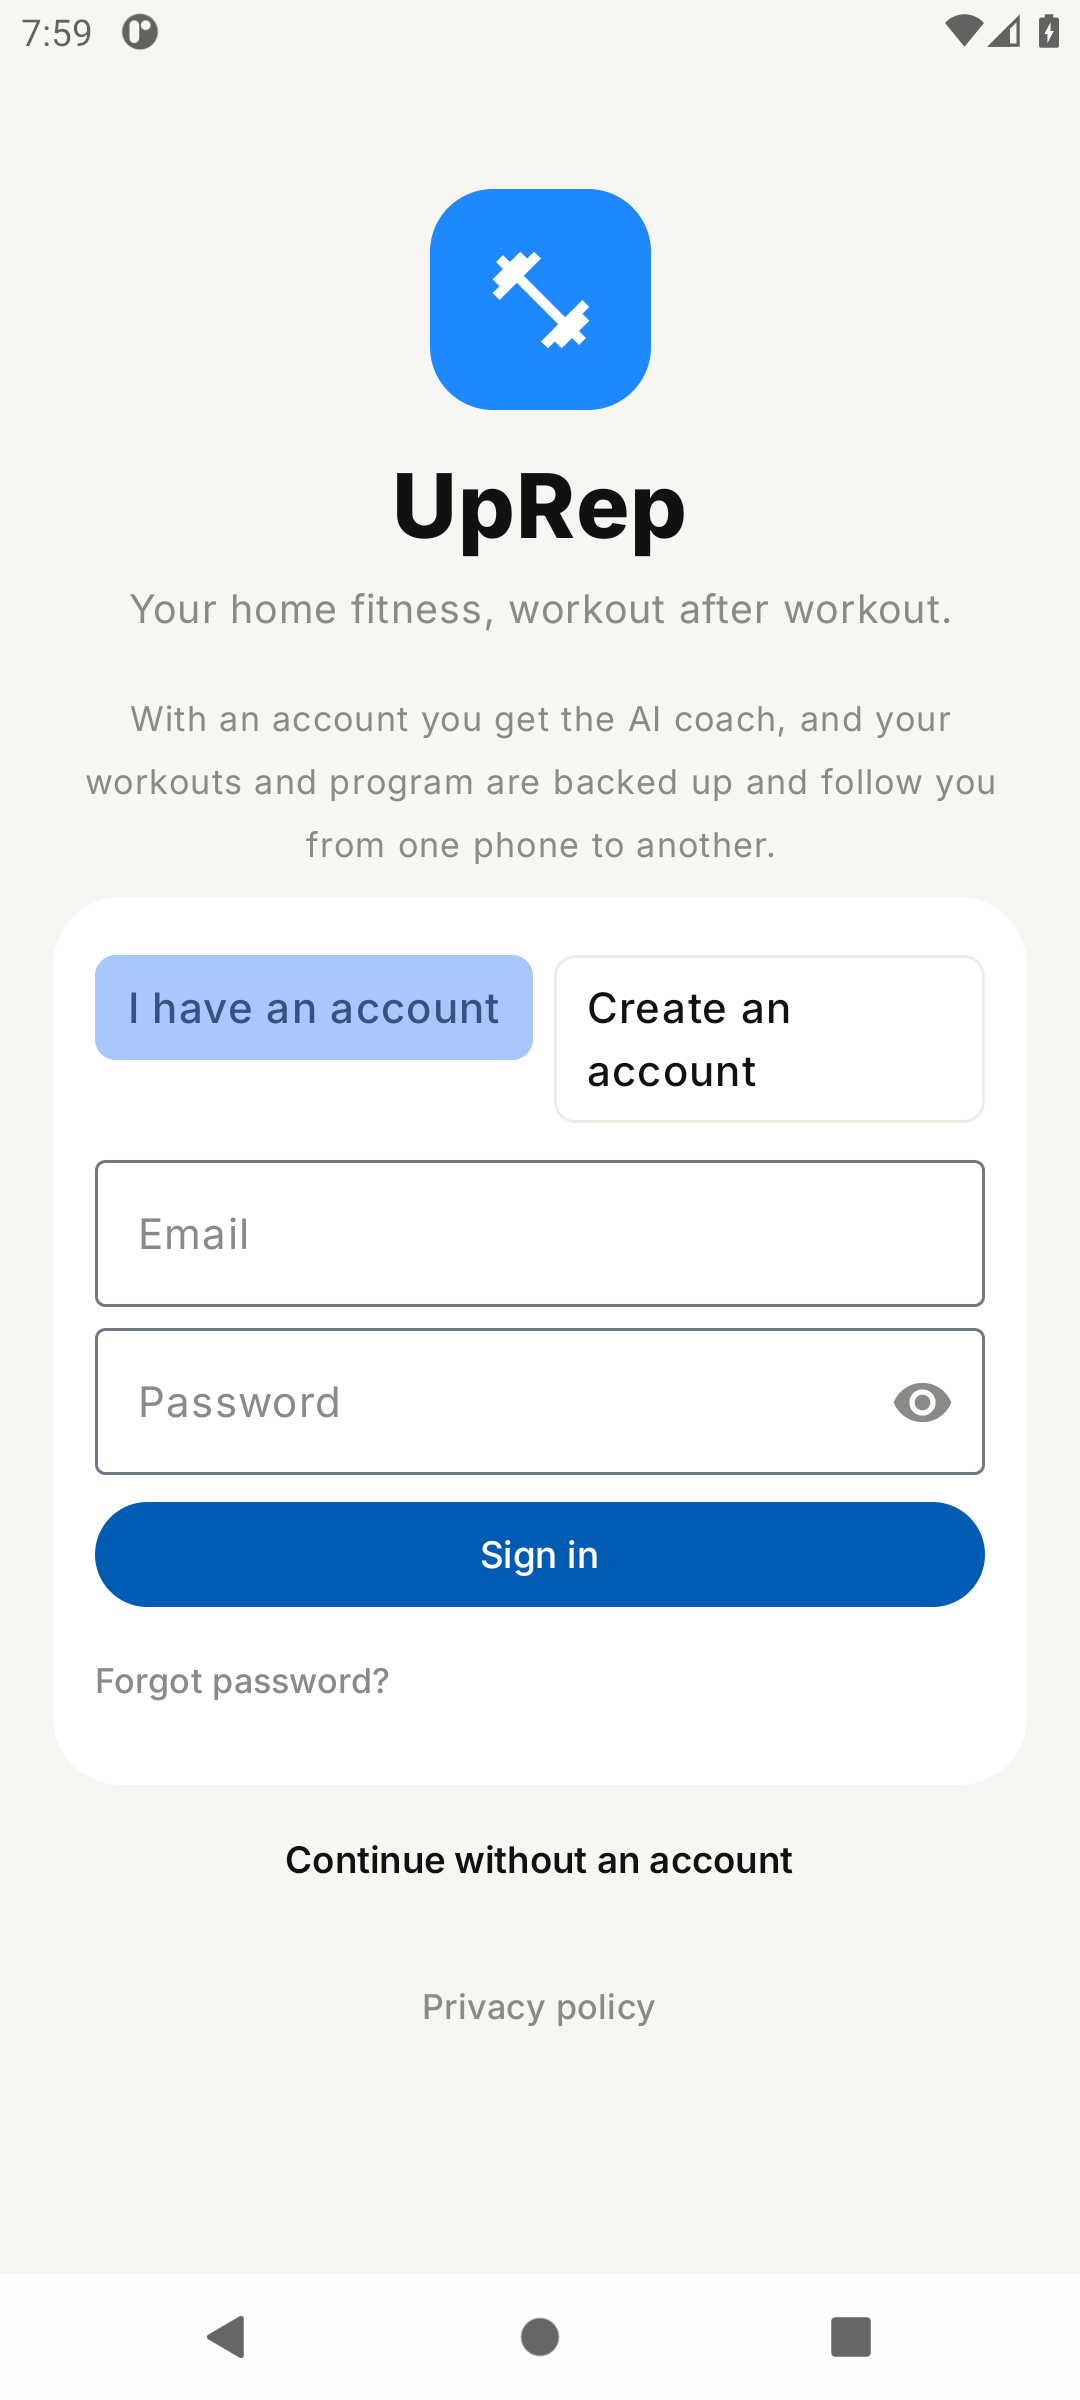 7:59
UpRep
Your home fitness, workout after workout.
With an account you get the AI coach, and your
workouts and program are backed up and follow you
from one phone to another.
I have an account
Create an
account
Email
Password
Sign in
Forgot password?
Continue without an account
Privacy policy